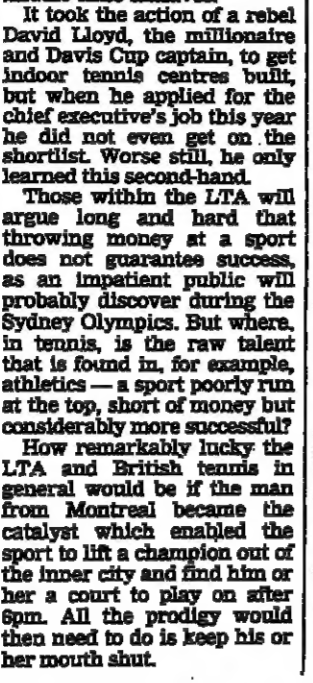 It took the action of a rebel
David Lloyd, the millionaire
and Davis Cup captain, to get
indoor tennis centres built,
but when he applied for the
chief executive's job this year
he did not even get on the
shortlist. Worse still, he only
learned this second-hand.
Those within the LTA will
argue long and hard that
throwing money at a sport
does not guarantee success,
as an impatient public will
probably discover during the
Sydney Olympics. But where,
in tennis, is the raw talent
that is found in, for example,
athletics — a sport poorly run
at the top, short of money but
considerably more successful?
How remarkably lucky the
LTA and British tennis in
general would be if the man
from Montreal became the
catalyst which enabled the
sport to lift a champion out of
the inner city and find him or
her a court to play on after
6pm. All the prodigy would
then need to do is keep his or
her mouth shut.